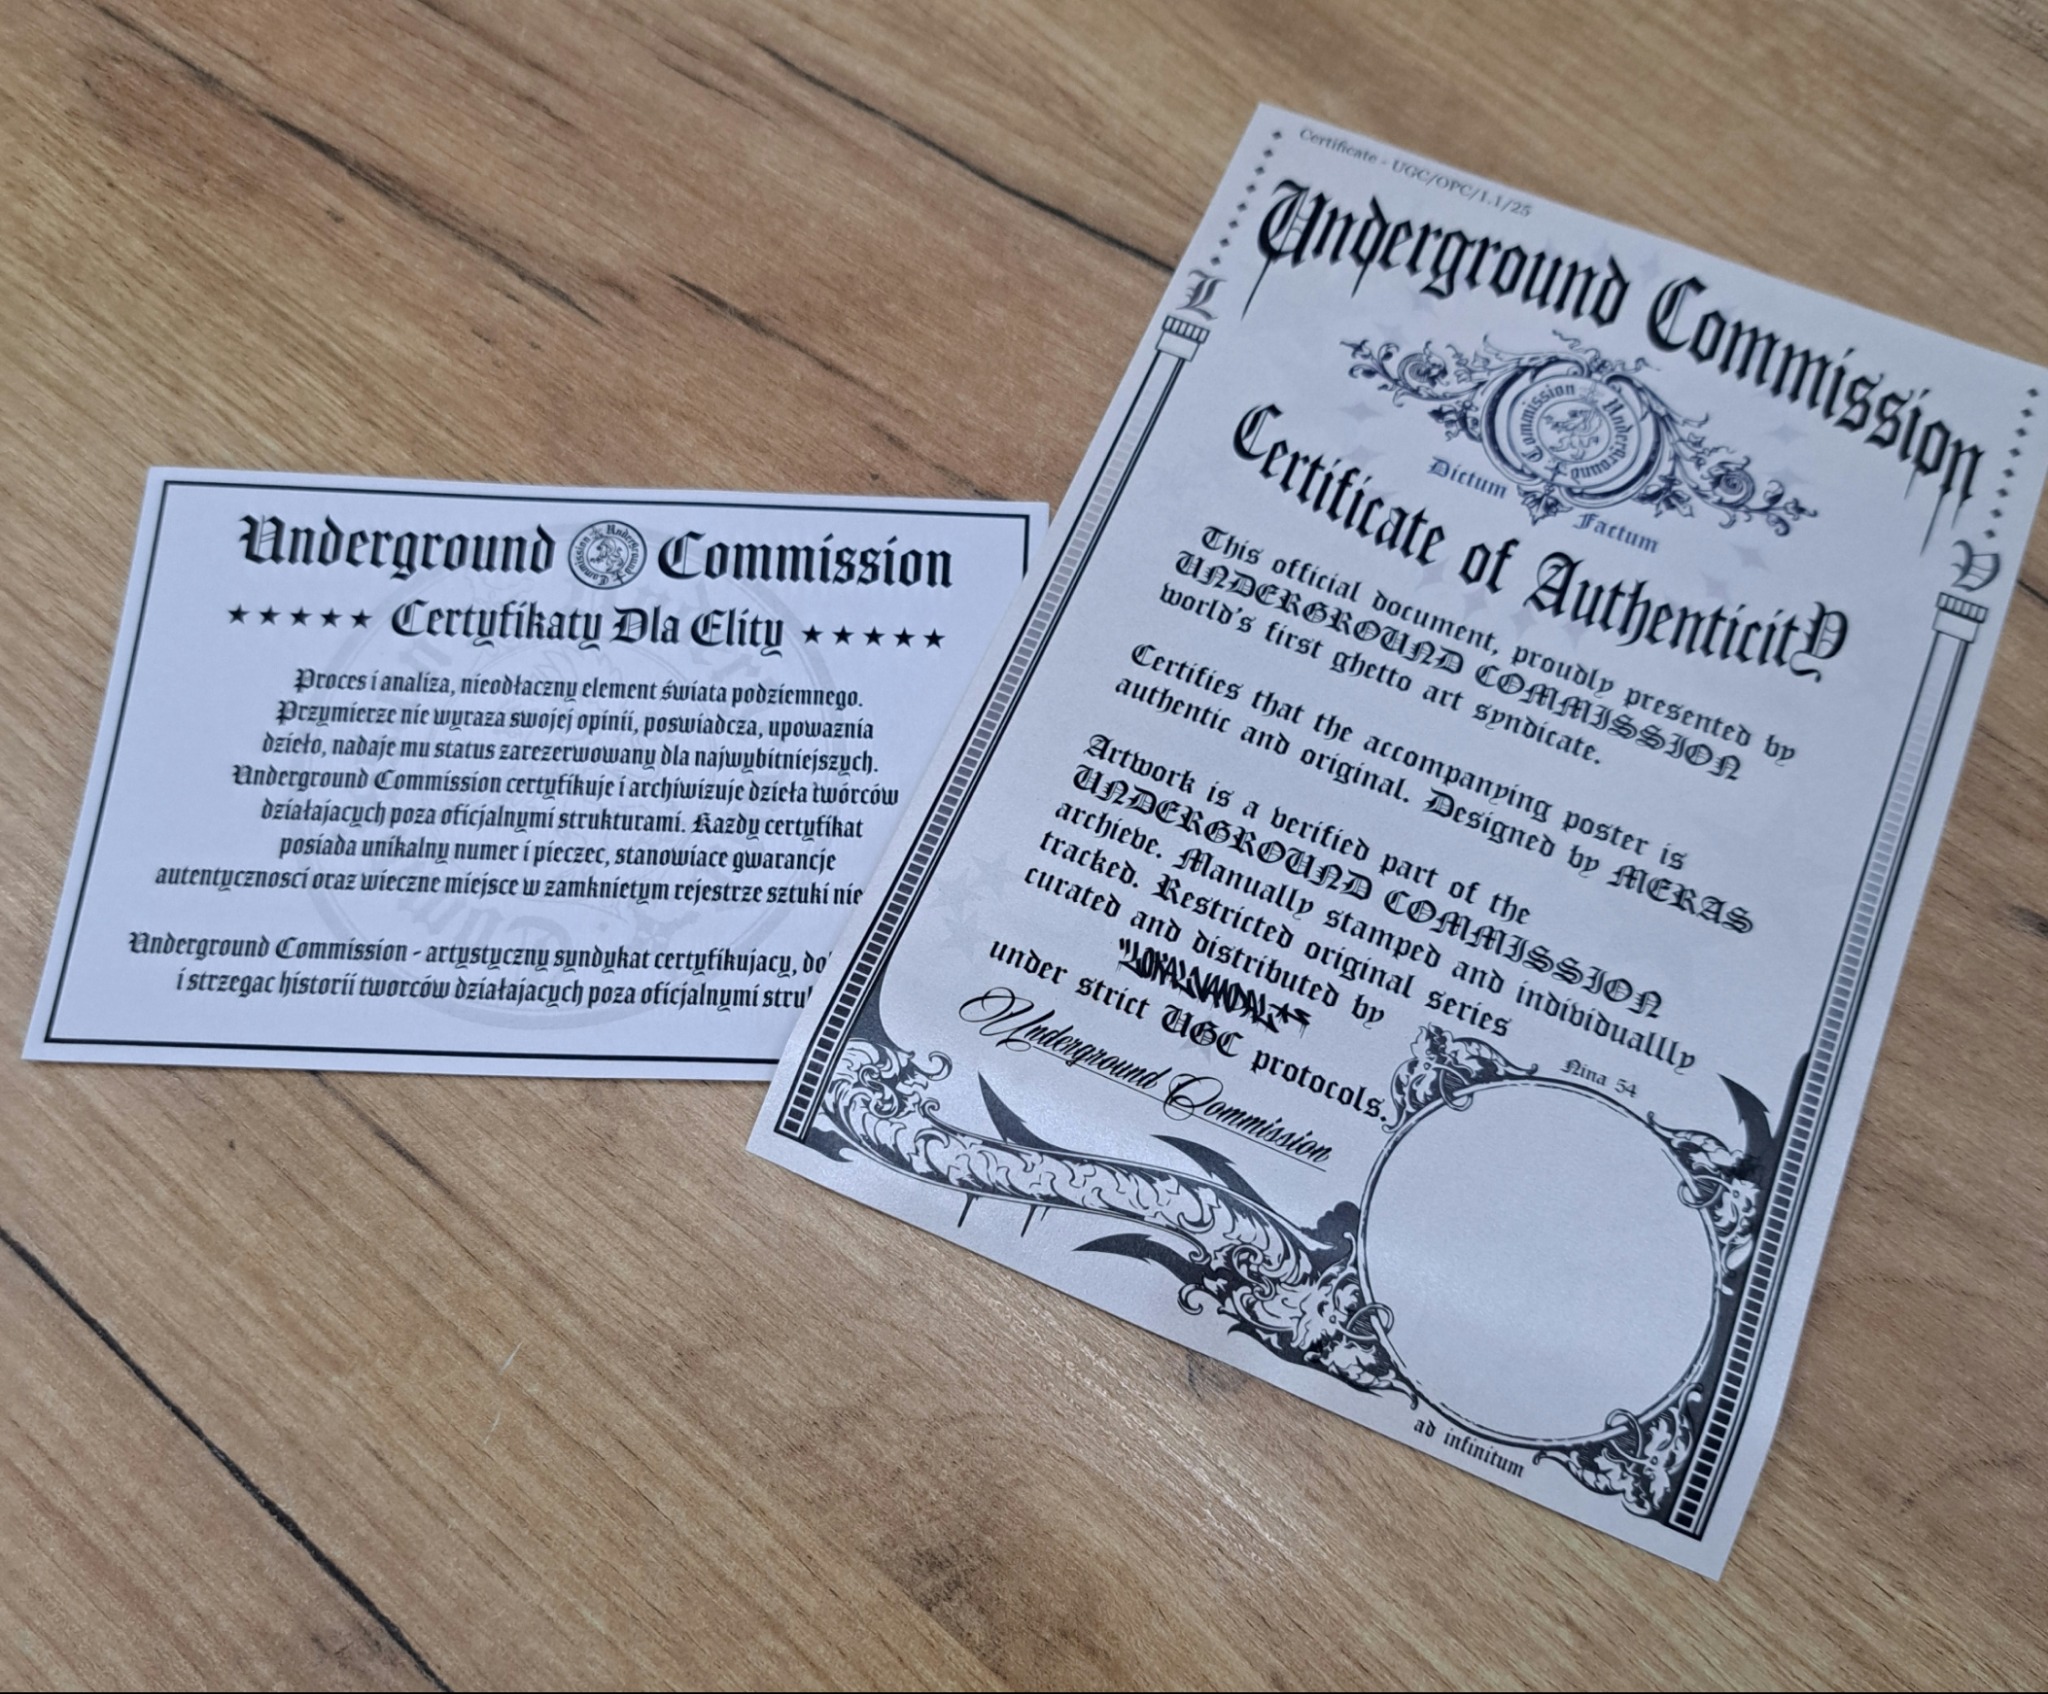 Underground Commission
★★★★★ Certyfikaty Dla Elity ★★★★★
Proces i analiza, nieodłaczny element świata podziemnego.
Przymierze nie wyraza swojej opinii, poswiadcza, upowaznia
dzieło, nadaje mu status zarezerwowany dla najwybitniejszych.
Underground Commission certyfikuje i archiwizuje dzieła twórców
działajacych poza oficjalnymi strukturami. Kazdy certyfikat
posiada unikalny numer i pieczec, stanowiace gwarancje
autentycznosci oraz wieczne miejsce w zamknietym rejestrze sztuki nie
Underground Commission - artystyczny syndykat certyfikujacy,
i strzegac historii tworców działajacych poza oficjalnymi
Certificate - UGC/OPC/1.1/25
Underground Commission
L
V
Commission Underground
Dictum Factum
Certificate of Authenticity
This official document, proudly presented by
UNDERGROUND COMMISSION
world's first ghetto art syndicate.
Certifies that the accompanying poster is
authentic and original. Designed by MERAS
Artwork is a verified part of the
UNDERGROUND COMMISSION
archieve. Manually stamped and individuallly
tracked. Restricted original series
curated and distributed by
"LOKALVANDALZ"
under strict UGC protocols.
Underground Commission
Nina 54
ad infinitum